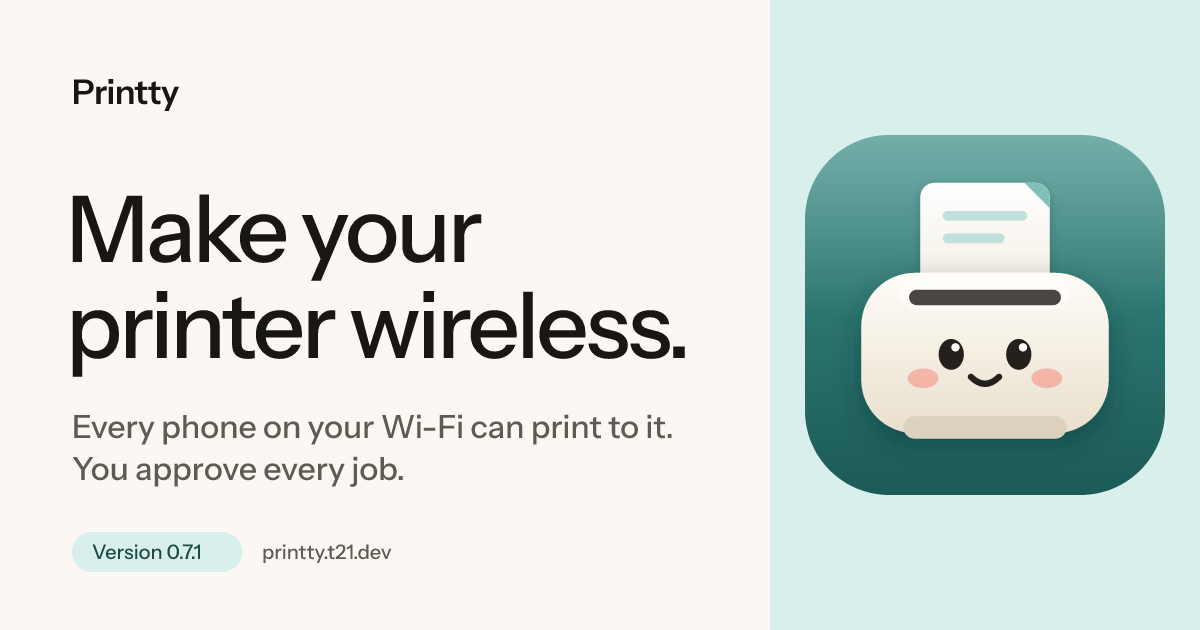 Printty
Make your
printer wireless.
Every phone on your Wi-Fi can print to it.
You approve every job.
Version 0.7.1
printty.t21.dev